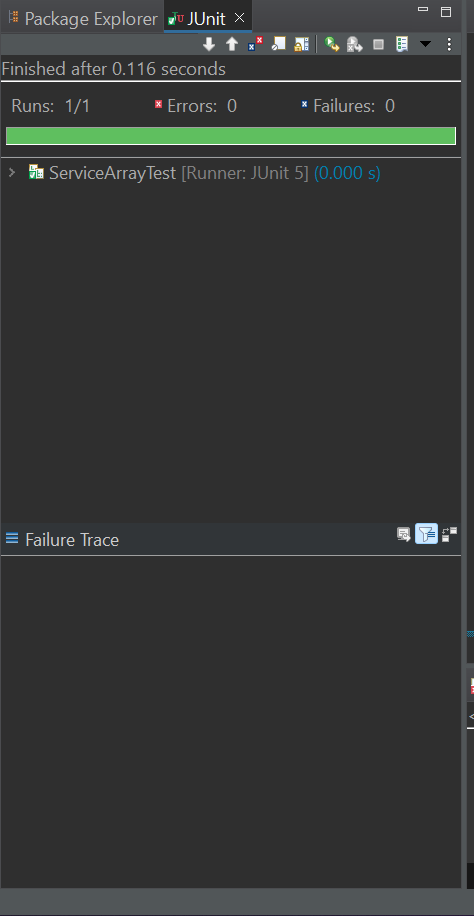 Package Explorer JUnit
Finished after 0.116 seconds
Runs: 1/1 Errors: 0 Failures: 0
ServiceArrayTest [Runner: JUnit 5] (0.000 s)
Failure Trace